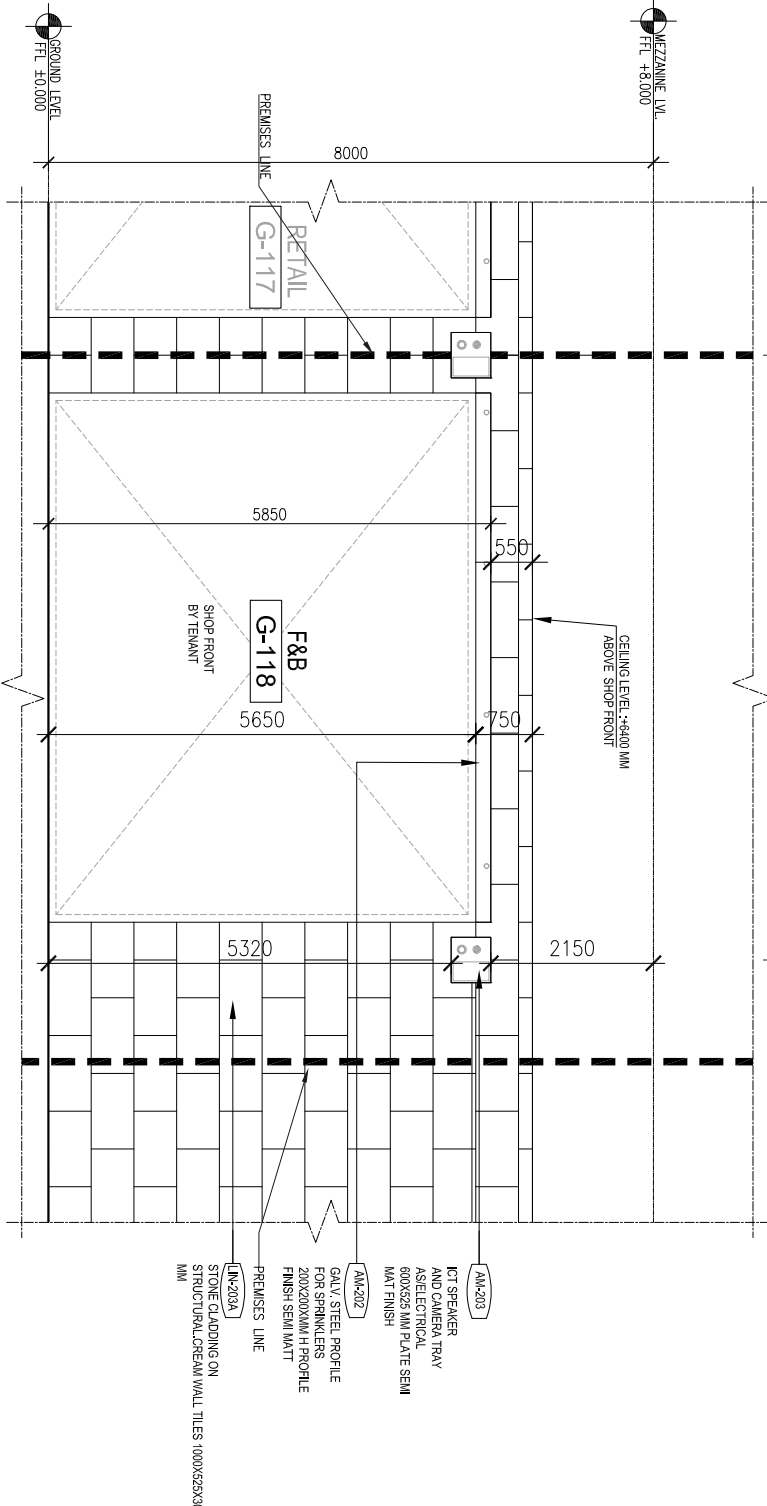 MEZZANINE LVL.
FFL +8.000
GROUND LEVEL
FFL ±0.000
8000
PREMISES LINE
RETAIL
G-117
5850
550
CEILING LEVEL :+6400 MM
ABOVE SHOP FRONT
F&B
G-118
SHOP FRONT
BY TENANT
5650
750
5320
2150
AM-203
ICT SPEAKER
AND CAMERA TRAY
AS/ELECTRICAL
600X525 MM PLATE SEMI
MAT FINISH
AM-202
GALV. STEEL PROFILE
FOR SPRINKLERS
200X200XMM H PROFILE
FINISH SEMI MATT
PREMISES LINE
LIN-203A
STONE CLADDING ON
STRUCTURAL.CREAM WALL TILES
MM